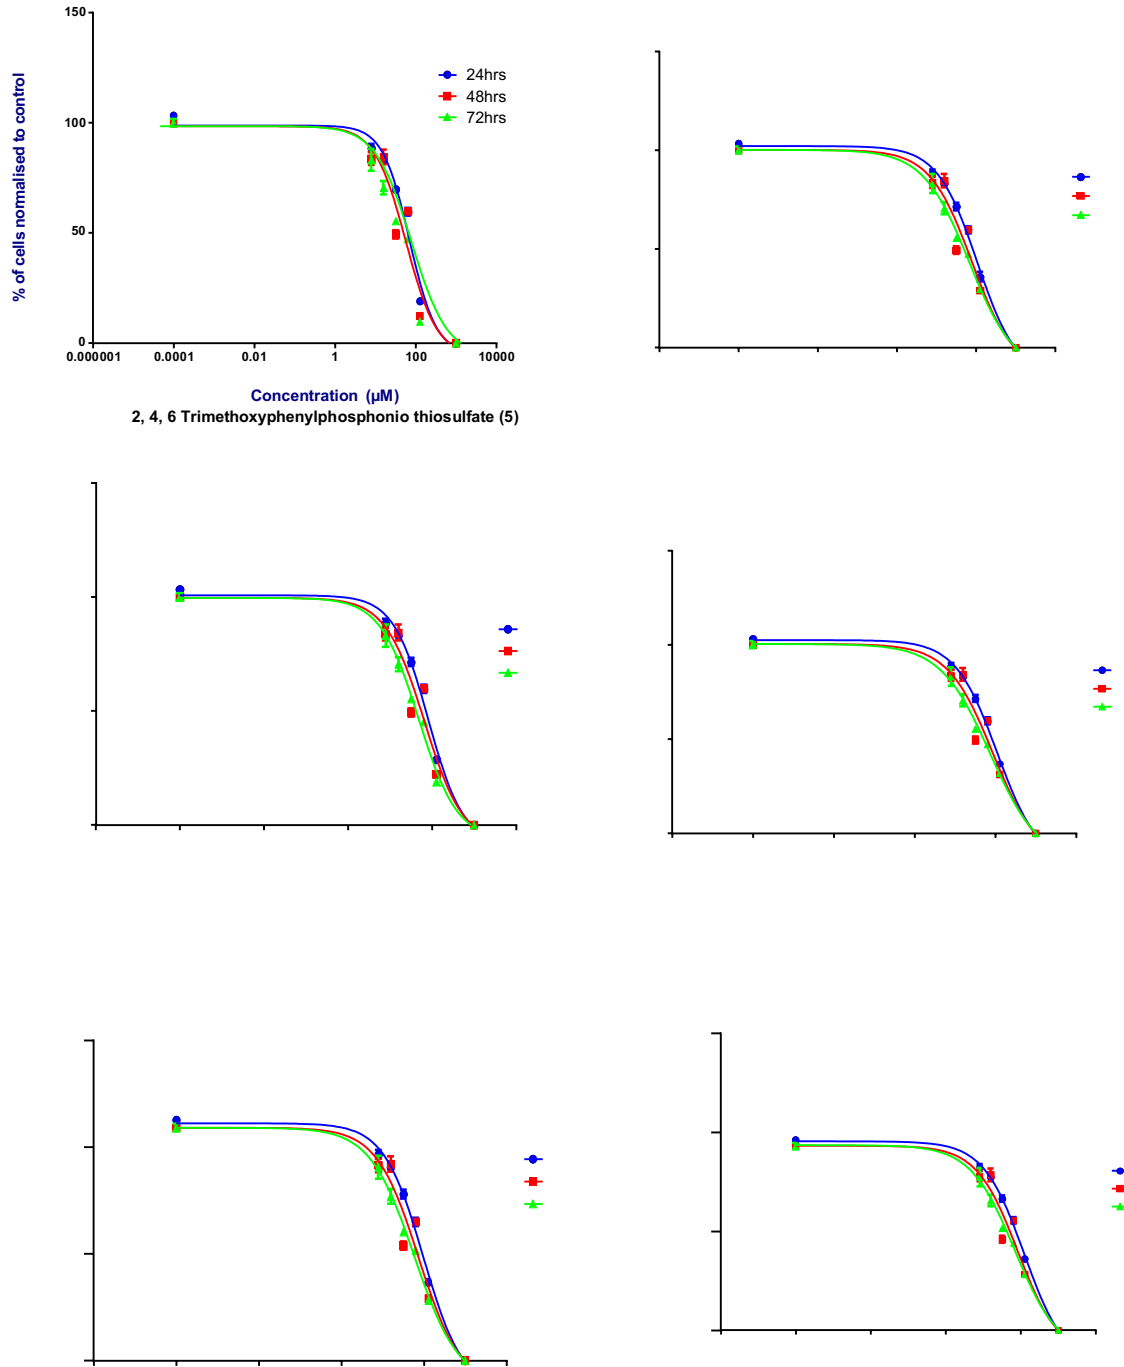 150
% of cells normalised to control
24hrs
48hrs
72hrs
100
50
0
0.000001 0.0001 0.01 1 100 10000
Concentration (µM)
2, 4, 6 Trimethoxyphenylphosphonio thiosulfate (5)